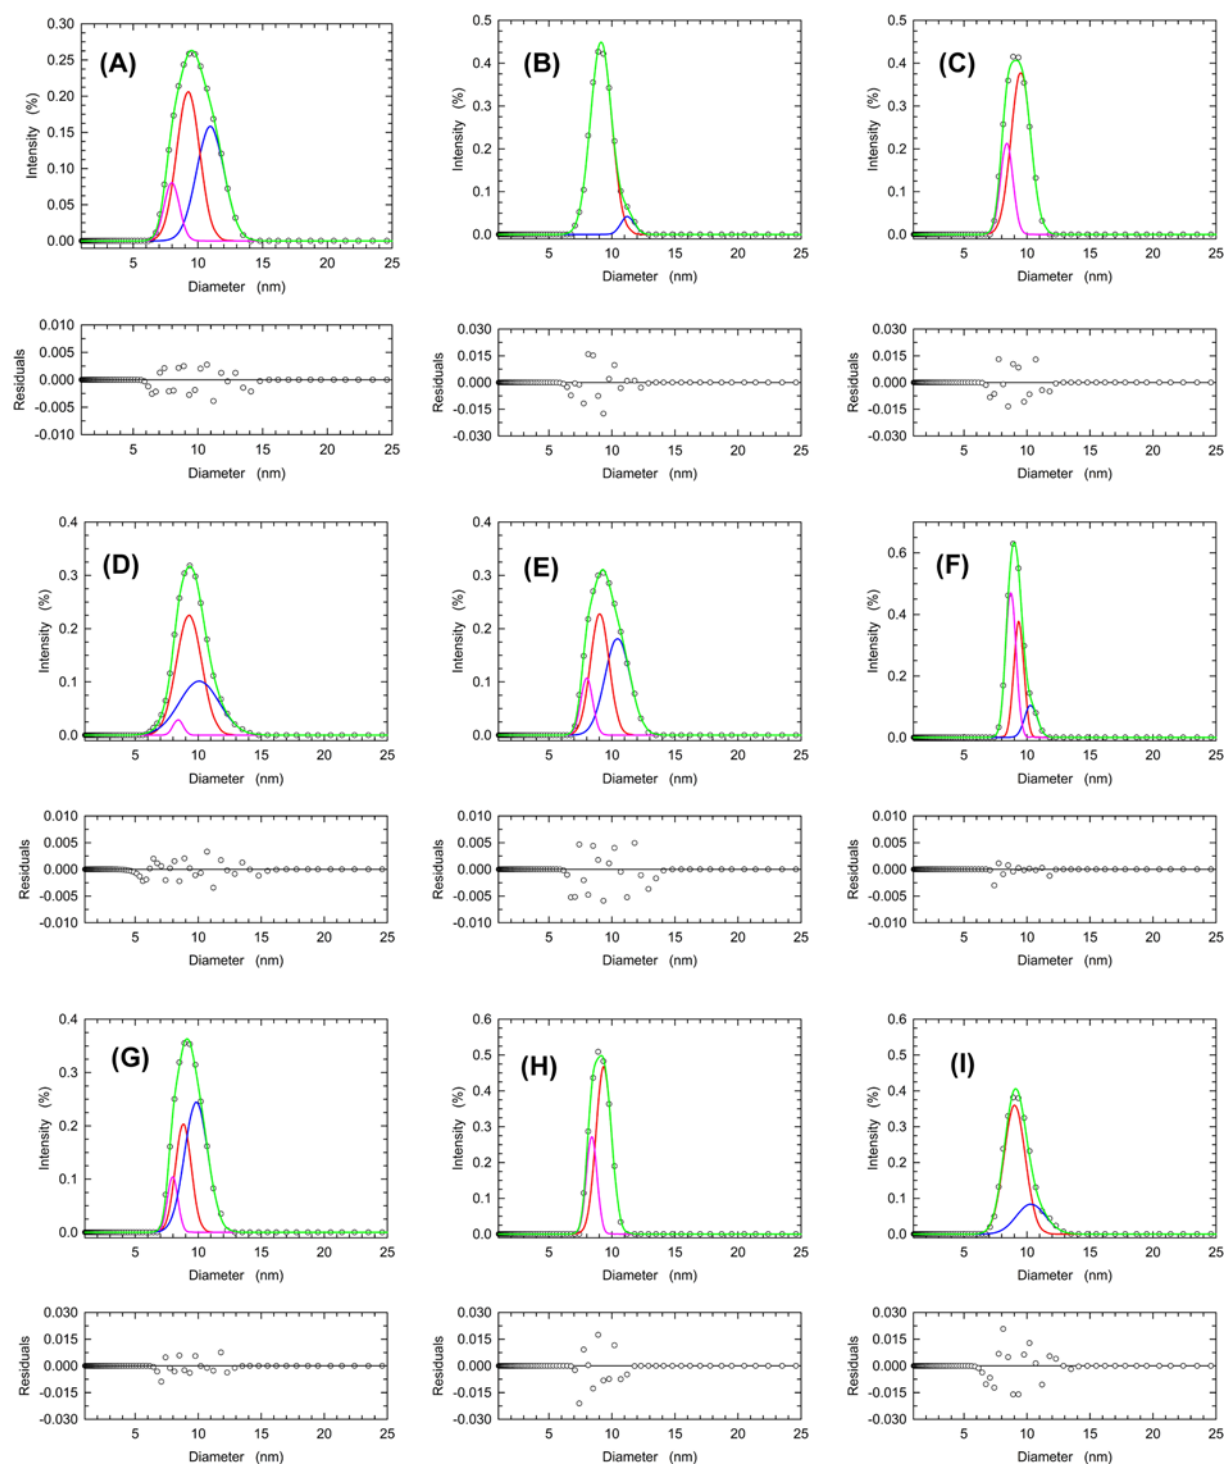 (A)
Intensity (%)
0.30
0.25
0.20
0.15
0.10
0.05
0.00
5 10 15 20 25
Diameter (nm)
(B)
Intensity (%)
0.5
0.4
0.3
0.2
0.1
0.0
5 10 15 20 25
Diameter (nm)
(C)
Intensity (%)
0.5
0.4
0.3
0.2
0.1
0.0
5 10 15 20 25
Diameter (nm)
Residuals
0.010
0.005
0.000
-0.005
-0.010
5 10 15 20 25
Diameter (nm)
Residuals
0.030
0.015
0.000
-0.015
-0.030
5 10 15 20 25
Diameter (nm)
Residuals
0.030
0.015
0.000
-0.015
-0.030
5 10 15 20 25
Diameter (nm)
(D)
Intensity (%)
0.4
0.3
0.2
0.1
0.0
5 10 15 20 25
Diameter (nm)
(E)
Intensity (%)
0.4
0.3
0.2
0.1
0.0
5 10 15 20 25
Diameter (nm)
(F)
Intensity (%)
0.6
0.4
0.2
0.0
5 10 15 20 25
Diameter (nm)
Residuals
0.010
0.005
0.000
-0.005
-0.010
5 10 15 20 25
Diameter (nm)
Residuals
0.010
0.005
0.000
-0.005
-0.010
5 10 15 20 25
Diameter (nm)
Residuals
0.010
0.005
0.000
-0.005
-0.010
5 10 15 20 25
Diameter (nm)
(G)
Intensity (%)
0.4
0.3
0.2
0.1
0.0
5 10 15 20 25
Diameter (nm)
(H)
Intensity (%)
0.6
0.5
0.4
0.3
0.2
0.1
0.0
5 10 15 20 25
Diameter (nm)
(I)
Intensity (%)
0.6
0.5
0.4
0.3
0.2
0.1
0.0
5 10 15 20 25
Diameter (nm)
Residuals
0.030
0.015
0.000
-0.015
-0.030
5 10 15 20 25
Diameter (nm)
Residuals
0.030
0.015
0.000
-0.015
-0.030
5 10 15 20 25
Diameter (nm)
Residuals
0.030
0.015
0.000
-0.015
-0.030
5 10 15 20 25
Diameter (nm)